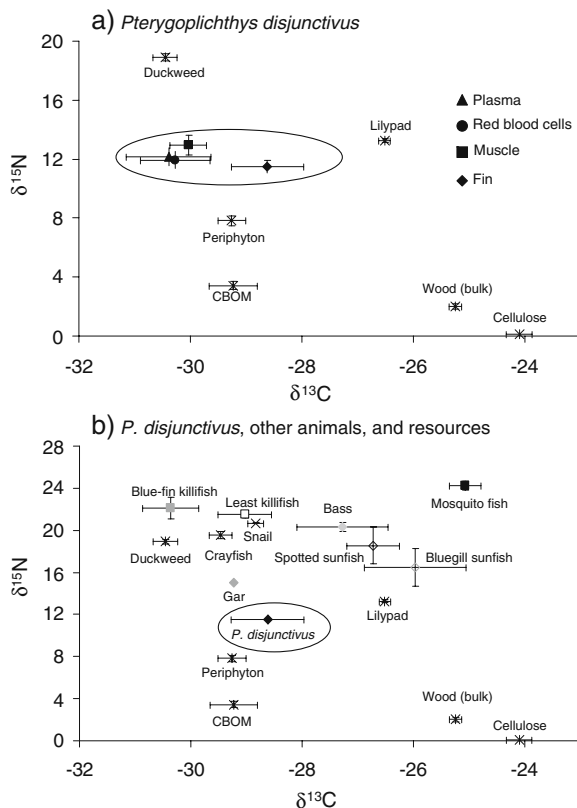 a) Pterygoplichthys disjunctivus
20
16
12
8
4
0
δ¹⁵N
Duckweed
Lilypad
Plasma
Red blood cells
Muscle
Fin
Periphyton
CBOM
Wood (bulk)
Cellulose
-32 -30 -28 -26 -24
δ¹³C
b) P. disjunctivus, other animals, and resources
28
24
20
16
12
8
4
0
δ¹⁵N
Blue-fin killifish
Least killifish
Bass
Mosquito fish
Snail
Duckweed
Crayfish
Spotted sunfish
Bluegill sunfish
Gar
Lilypad
P. disjunctivus
Periphyton
CBOM
Wood (bulk)
Cellulose
-32 -30 -28 -26 -24
δ¹³C